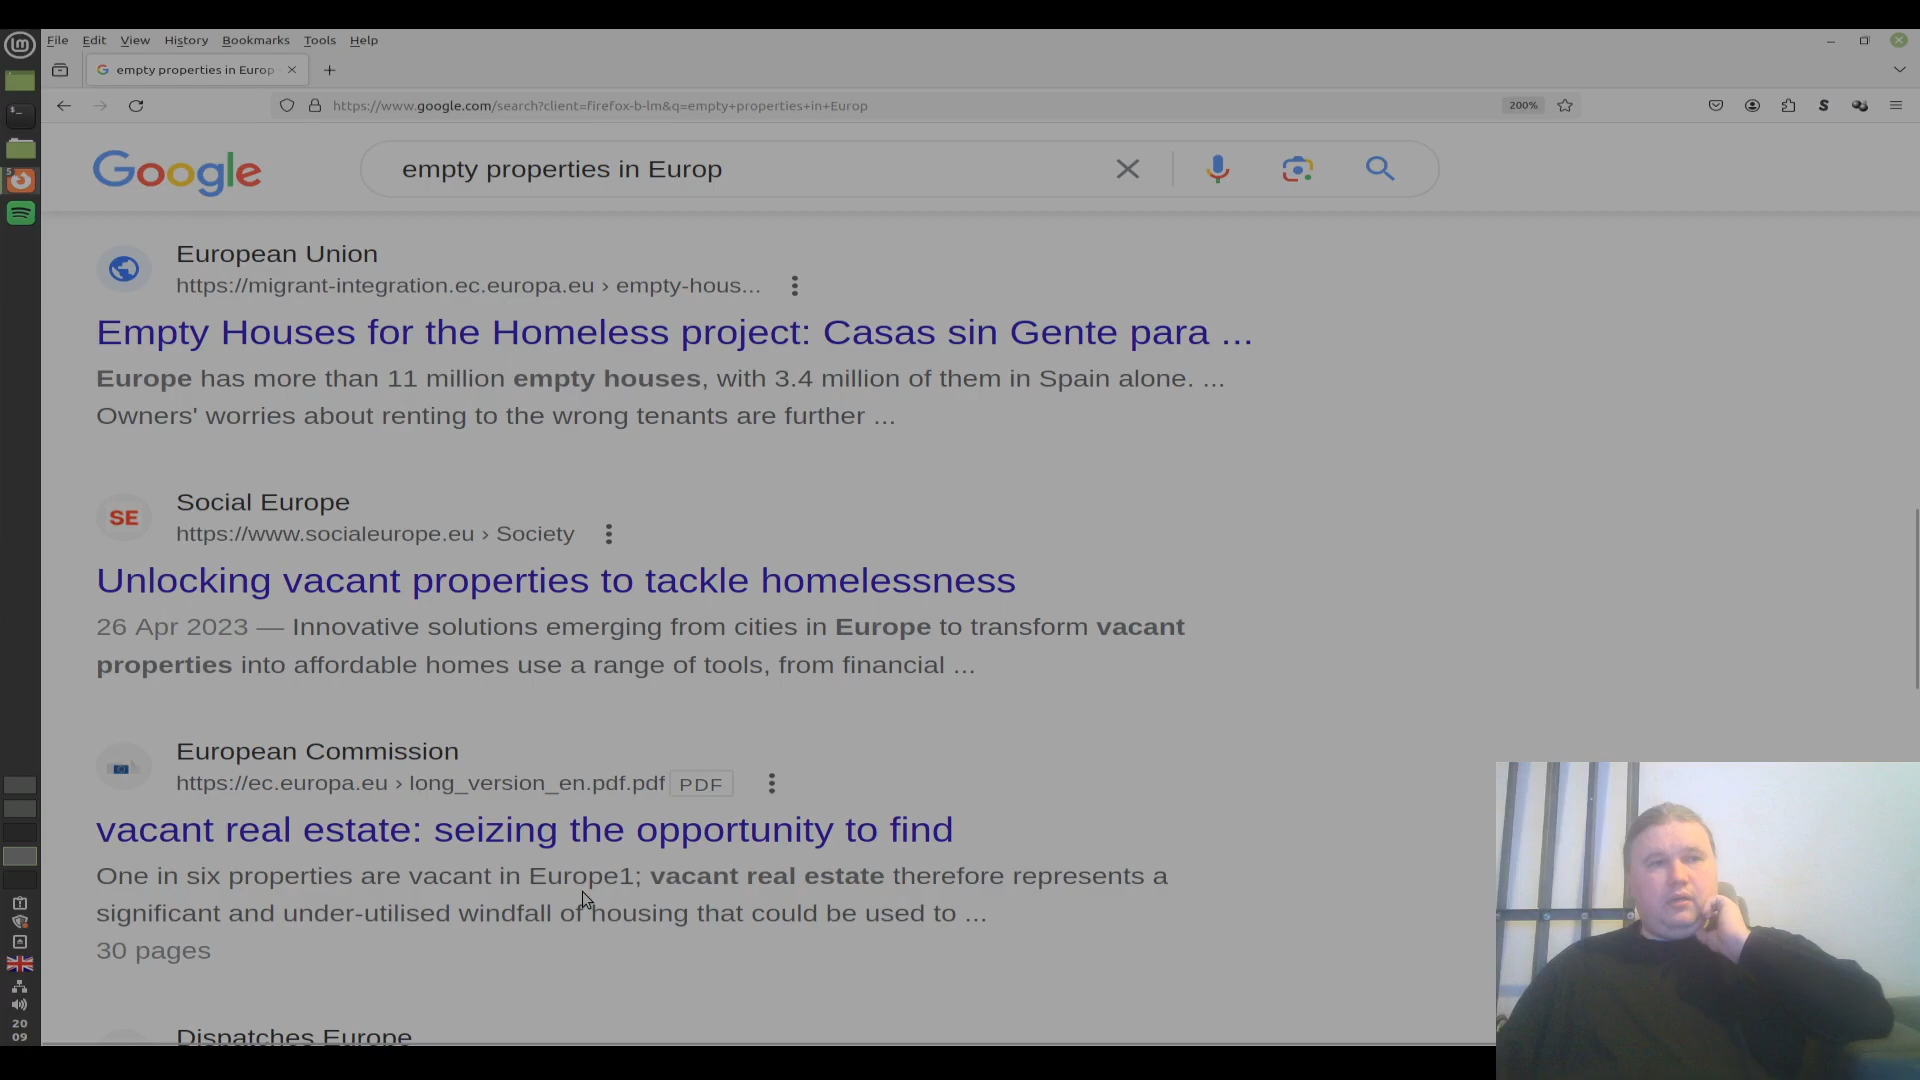 File Edit View History Bookmarks Tools Help
empty properties in Europ
https://www.google.com/search?client=firefox-b-lm&q=empty+properties+in+Europ 200%
Google empty properties in Europ
European Union
https://migrant-integration.ec.europa.eu › empty-hous...
Empty Houses for the Homeless project: Casas sin Gente para ...
Europe has more than 11 million empty houses, with 3.4 million of them in Spain alone. ...
Owners' worries about renting to the wrong tenants are further ...
SE
Social Europe
https://www.socialeurope.eu › Society
Unlocking vacant properties to tackle homelessness
26 Apr 2023 — Innovative solutions emerging from cities in Europe to transform vacant
properties into affordable homes use a range of tools, from financial ...
European Commission
https://ec.europa.eu › long_version_en.pdf.pdf PDF
vacant real estate: seizing the opportunity to find
One in six properties are vacant in Europe1; vacant real estate therefore represents a
significant and under-utilised windfall of housing that could be used to ...
30 pages
Dispatches Europe
5
20
09